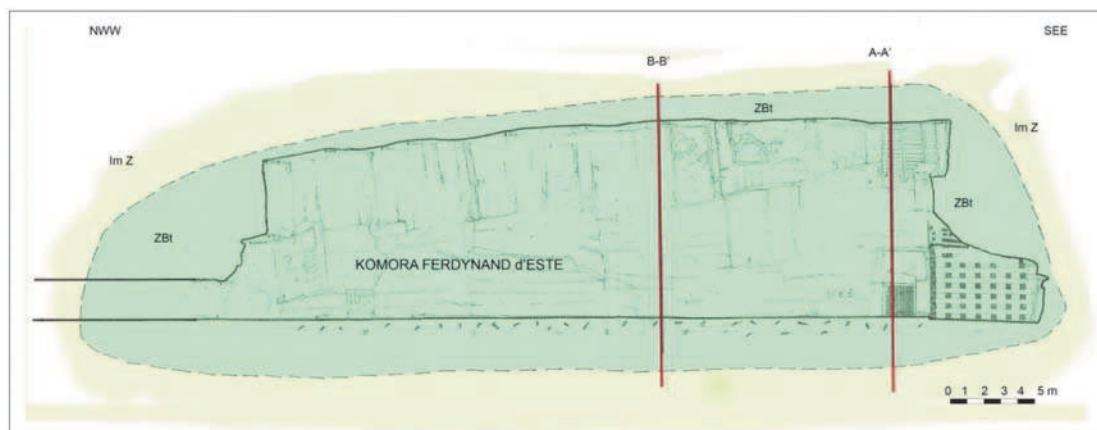 NWW
SEE
B-B'
A-A'
ZBt
Im Z
Im Z
ZBt
ZBt
KOMORA FERDYNAND d'ESTE
0 1 2 3 4 5 m